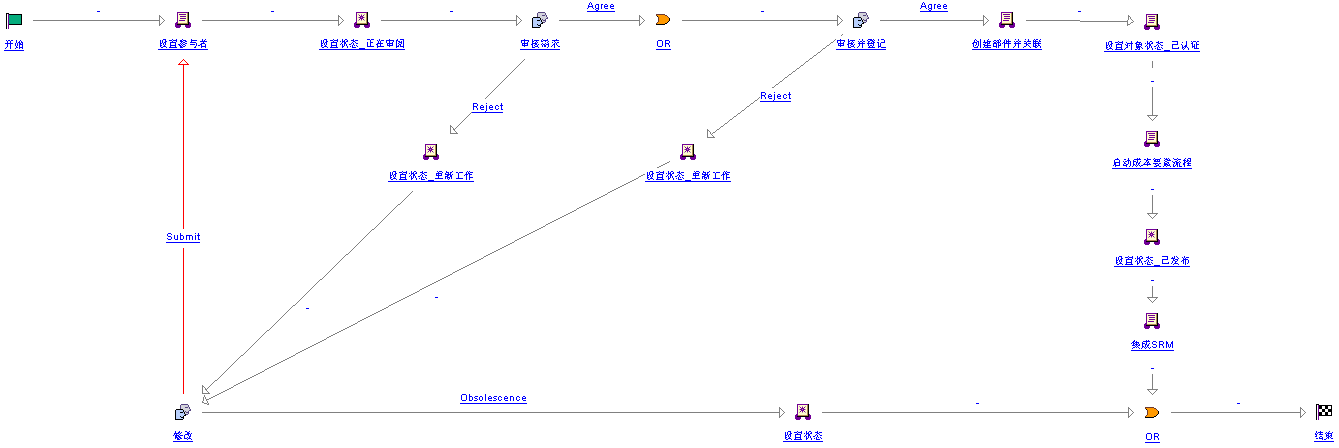 Agree
Agree
开始
设置参与者
设置状态_正在审阅
审核请求
OR
审核并登记
创建部件并关联
设置对象状态_已认证
Reject
Reject
启动成本要素流程
设置状态_重新工作
设置状态_重新工作
Submit
设置状态_已发布
集成SRM
Obsolescence
修改
设置状态
OR
结束